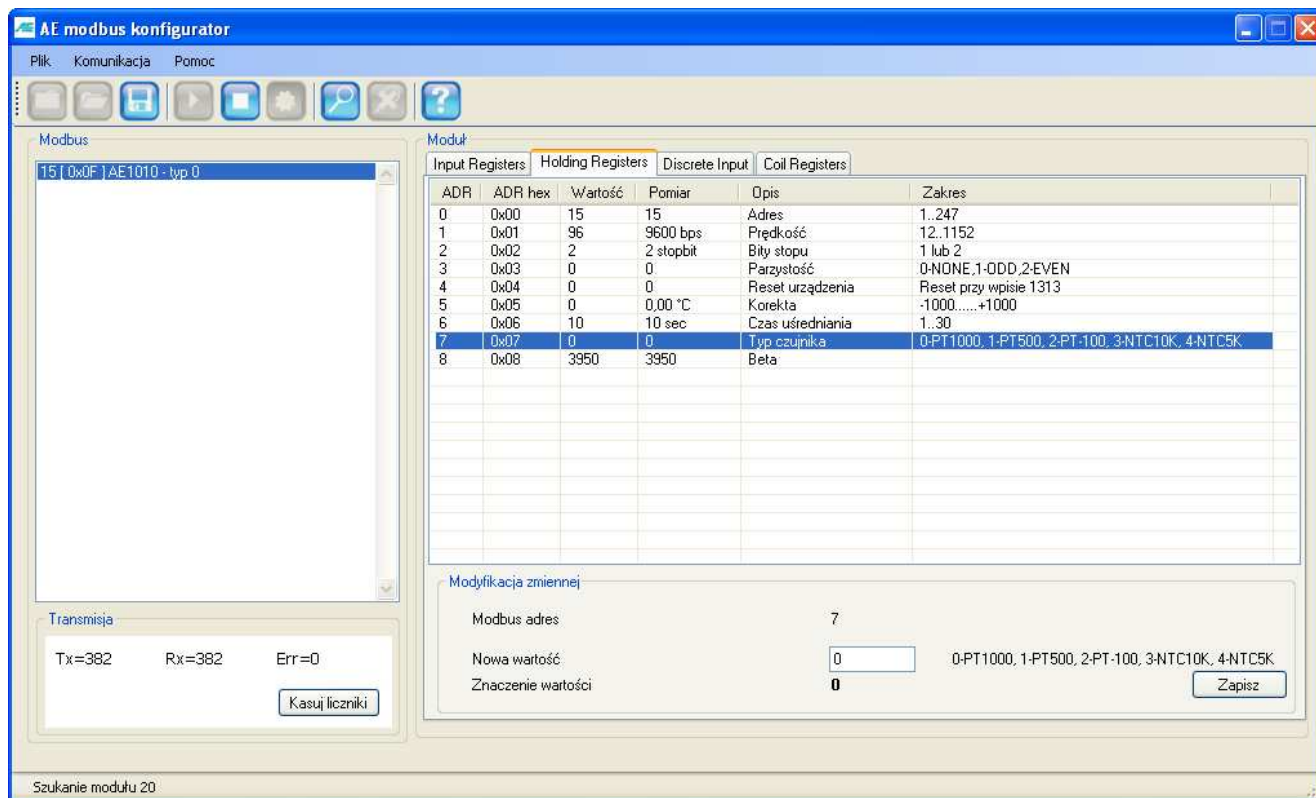 AE modbus konfigurator
Plik Komunikacja Pomoc
Modbus
15 [ 0x0F ] AE1010 - typ 0
Transmisja
Tx=382 Rx=382 Err=0
Kasuj liczniki
Moduł
Input Registers Holding Registers Discrete Input Coil Registers
ADR ADR hex Wartość Pomiar Opis Zakres
0 0x00 15 15 Adres 1..247
1 0x01 96 9600 bps Prędkość 12..1152
2 0x02 2 2 stopbit Bity stopu 1 lub 2
3 0x03 0 0 Parzystość 0-NONE,1-ODD,2-EVEN
4 0x04 0 0 Reset urządzenia Reset przy wpisie 1313
5 0x05 0 0,00 °C Korekta -1000......+1000
6 0x06 10 10 sec Czas uśredniania 1..30
7 0x07 0 0 Typ czujnika 0-PT1000, 1-PT500, 2-PT-100, 3-NTC10K, 4-NTC5K
8 0x08 3950 3950 Beta
Modyfikacja zmiennej
Modbus adres 7
Nowa wartość 0 0-PT1000, 1-PT500, 2-PT-100, 3-NTC10K, 4-NTC5K
Znaczenie wartości 0 Zapisz
Szukanie modułu 20